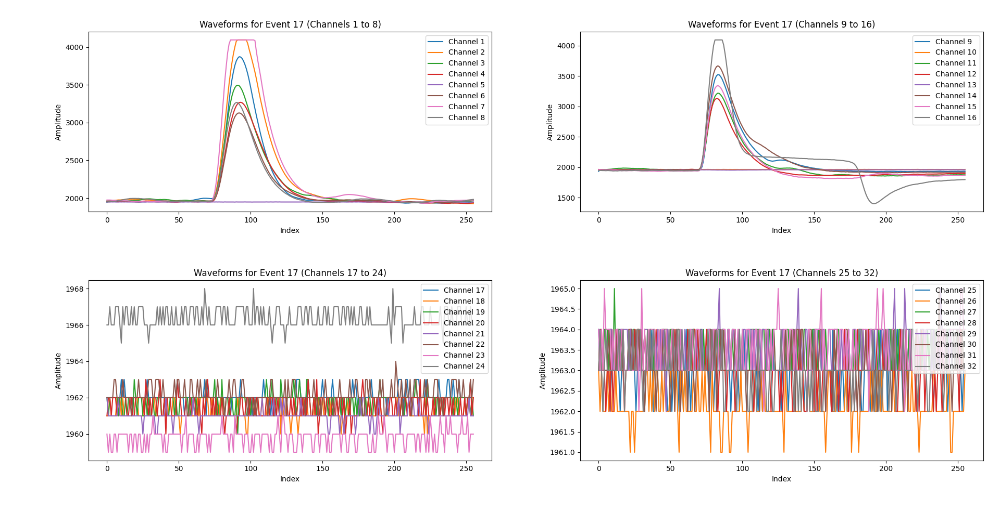 Waveforms for Event 17 (Channels 1 to 8)
Amplitude
4000
3500
3000
2500
2000
0
50
100
150
200
250
Index
Channel 1
Channel 2
Channel 3
Channel 4
Channel 5
Channel 6
Channel 7
Channel 8
Waveforms for Event 17 (Channels 9 to 16)
Amplitude
4000
3500
3000
2500
2000
1500
0
50
100
150
200
250
Index
Channel 9
Channel 10
Channel 11
Channel 12
Channel 13
Channel 14
Channel 15
Channel 16
Waveforms for Event 17 (Channels 17 to 24)
Amplitude
1968
1966
1964
1962
1960
0
50
100
150
200
250
Index
Channel 17
Channel 18
Channel 19
Channel 20
Channel 21
Channel 22
Channel 23
Channel 24
Waveforms for Event 17 (Channels 25 to 32)
Amplitude
1965.0
1964.5
1964.0
1963.5
1963.0
1962.5
1962.0
1961.5
1961.0
0
50
100
150
200
250
Index
Channel 25
Channel 26
Channel 27
Channel 28
Channel 29
Channel 30
Channel 31
Channel 32